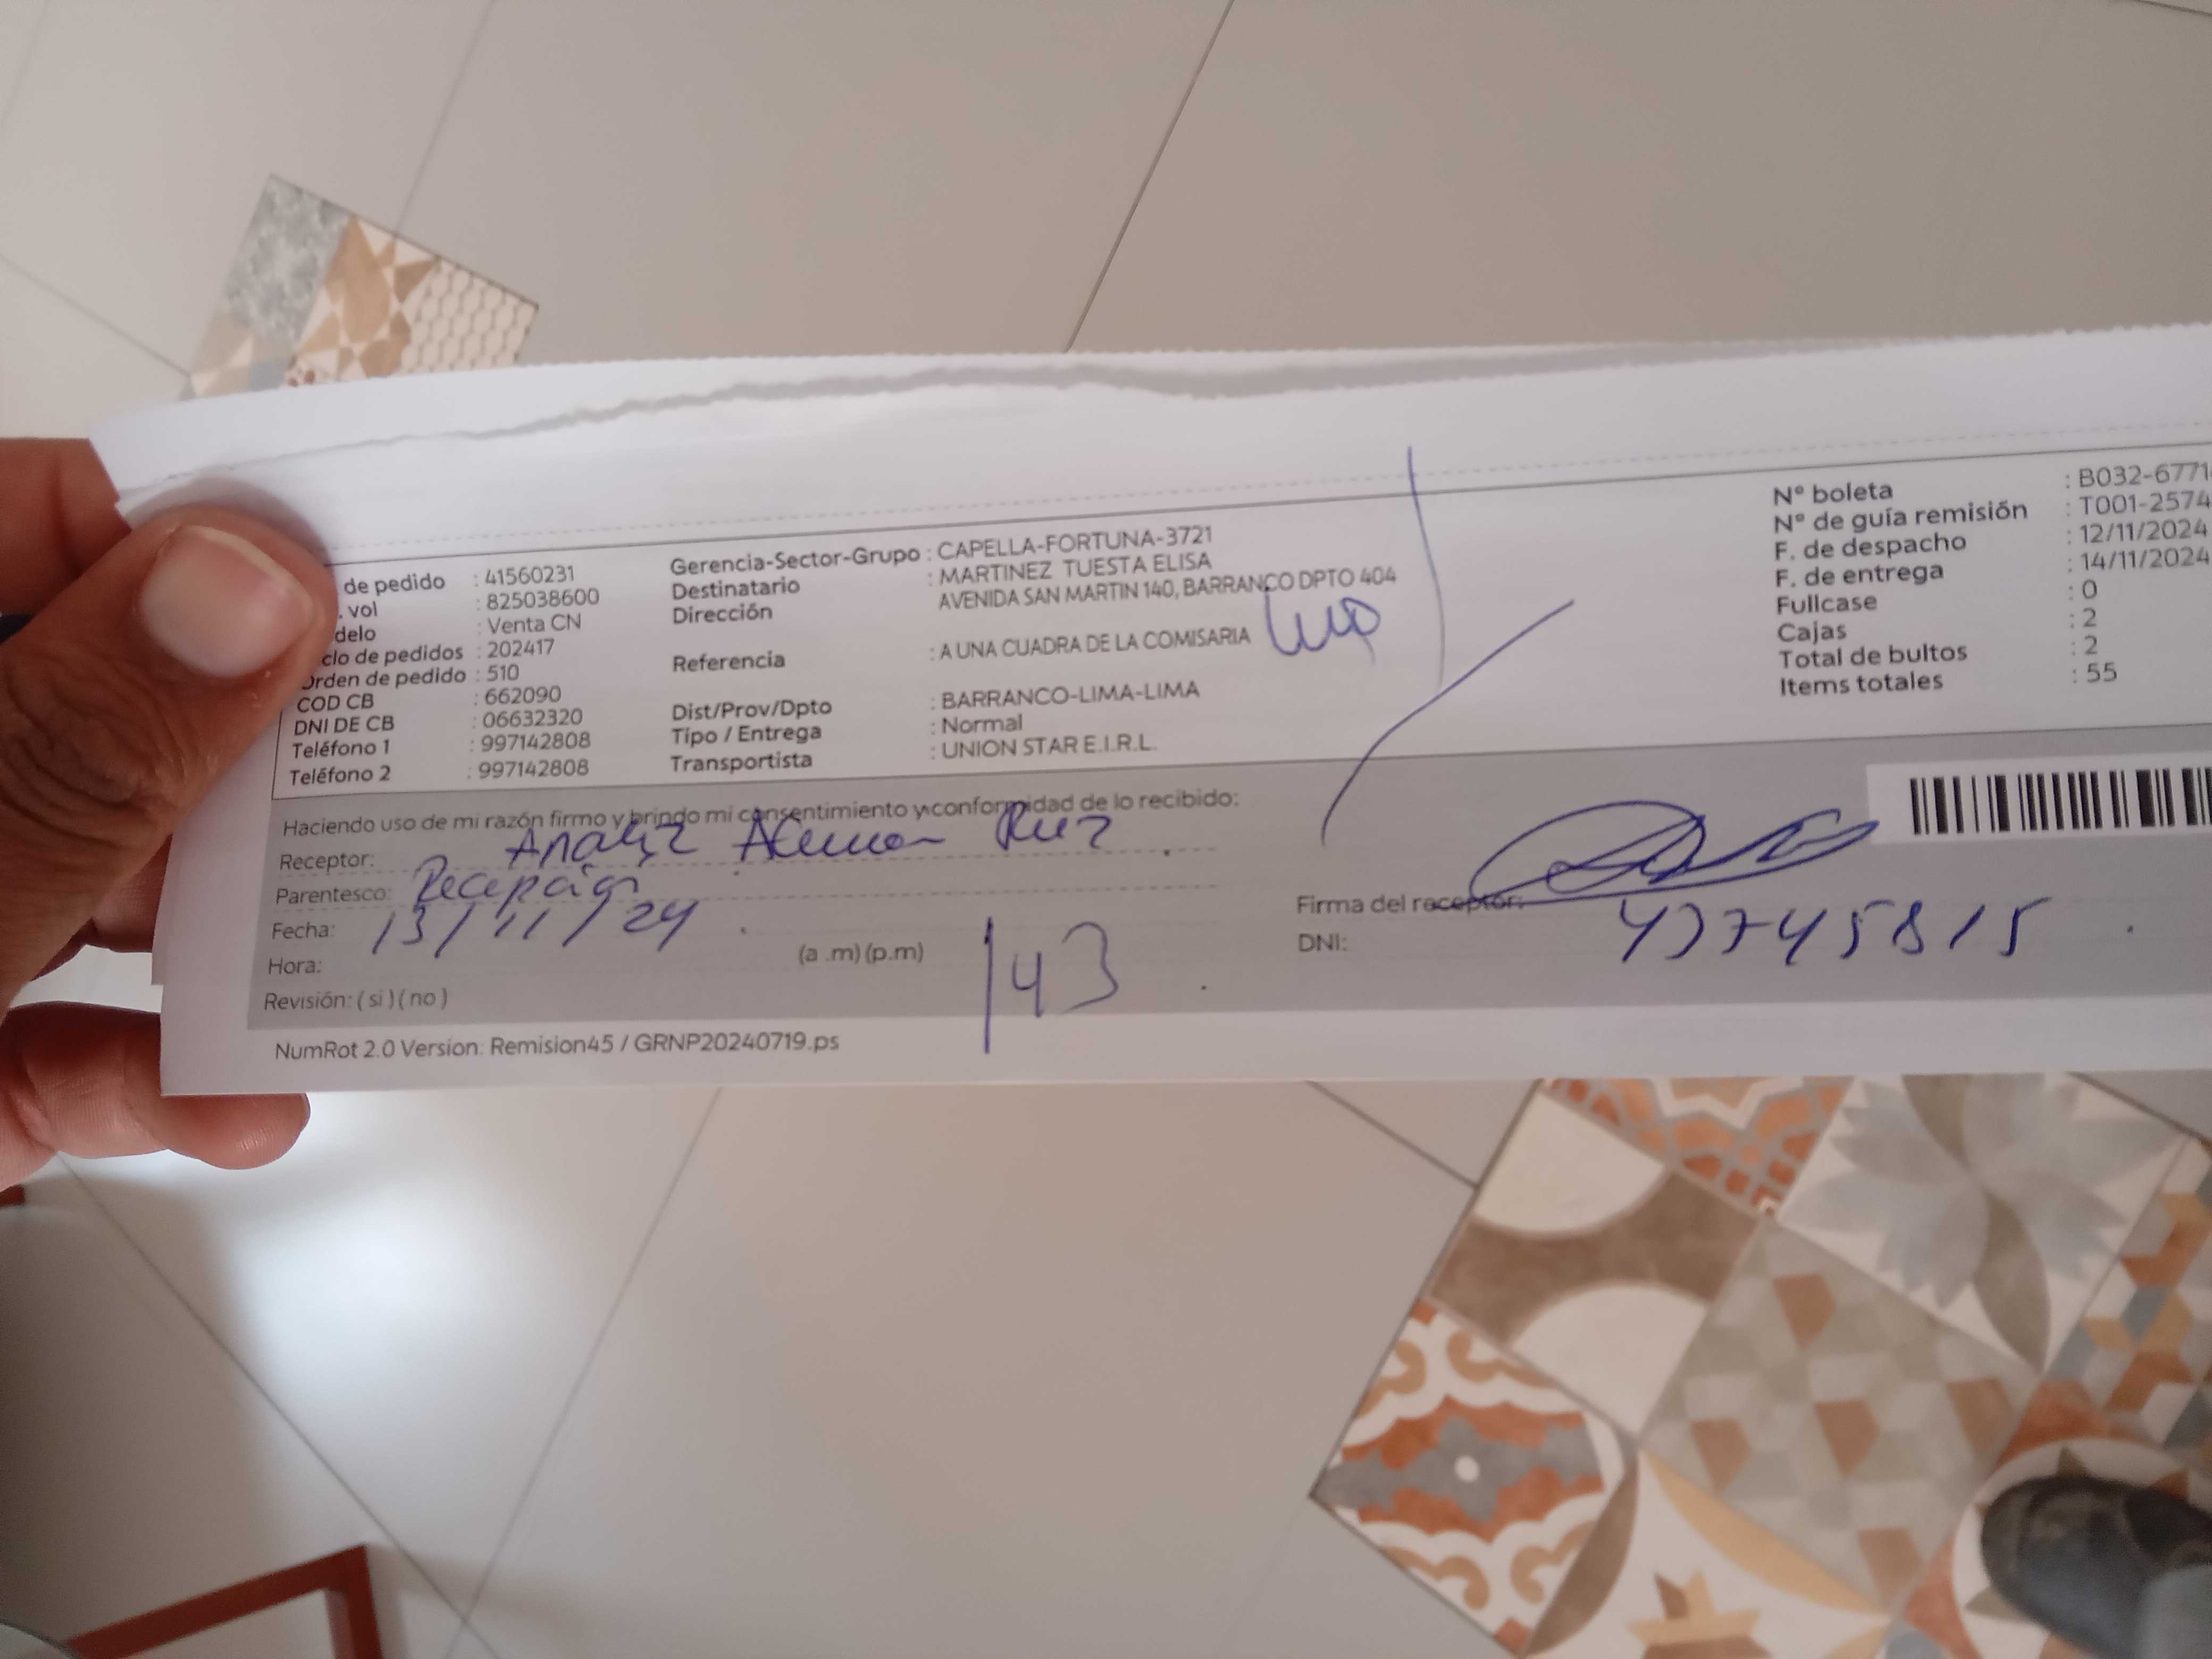 de pedido : 41560231
. vol : 825038600
delo : Venta CN
clo de pedidos : 202417
Orden de pedido : 510
COD CB : 662090
DNI DE CB : 06632320
Teléfono 1 : 997142808
Teléfono 2 : 997142808
Gerencia-Sector-Grupo : CAPELLA-FORTUNA-3721
Destinatario : MARTINEZ TUESTA ELISA
Dirección AVENIDA SAN MARTIN 140, BARRANCO DPTO 404
Referencia : A UNA CUADRA DE LA COMISARIA
Dist/Prov/Dpto : BARRANCO-LIMA-LIMA
Tipo / Entrega : Normal
Transportista : UNION STAR E.I.R.L.
Nº boleta : B032-6771
Nº de guía remisión : T001-2574
F. de despacho : 12/11/2024
F. de entrega : 14/11/2024
Fullcase : 0
Cajas : 2
Total de bultos : 2
Items totales : 55
Haciendo uso de mi razón firmo y brindo mi consentimiento y conformidad de lo recibido:
Receptor:
Parentesco: Recepción
Fecha: 13/11/24
Hora: (a .m) (p.m) 143
Revisión: ( si ) ( no )
Firma del receptor:
DNI:
NumRot 2.0 Version: Remision45 / GRNP20240719.ps